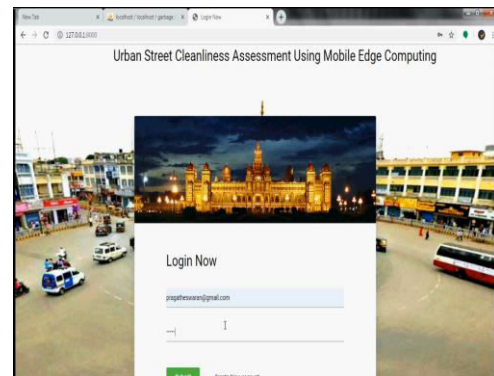 New Tab
localhost / localhost / garbage
Login Now
127.0.0.1:8000
Urban Street Cleanliness Assessment Using Mobile Edge Computing
Login Now
pragatheswaran@gmail.com